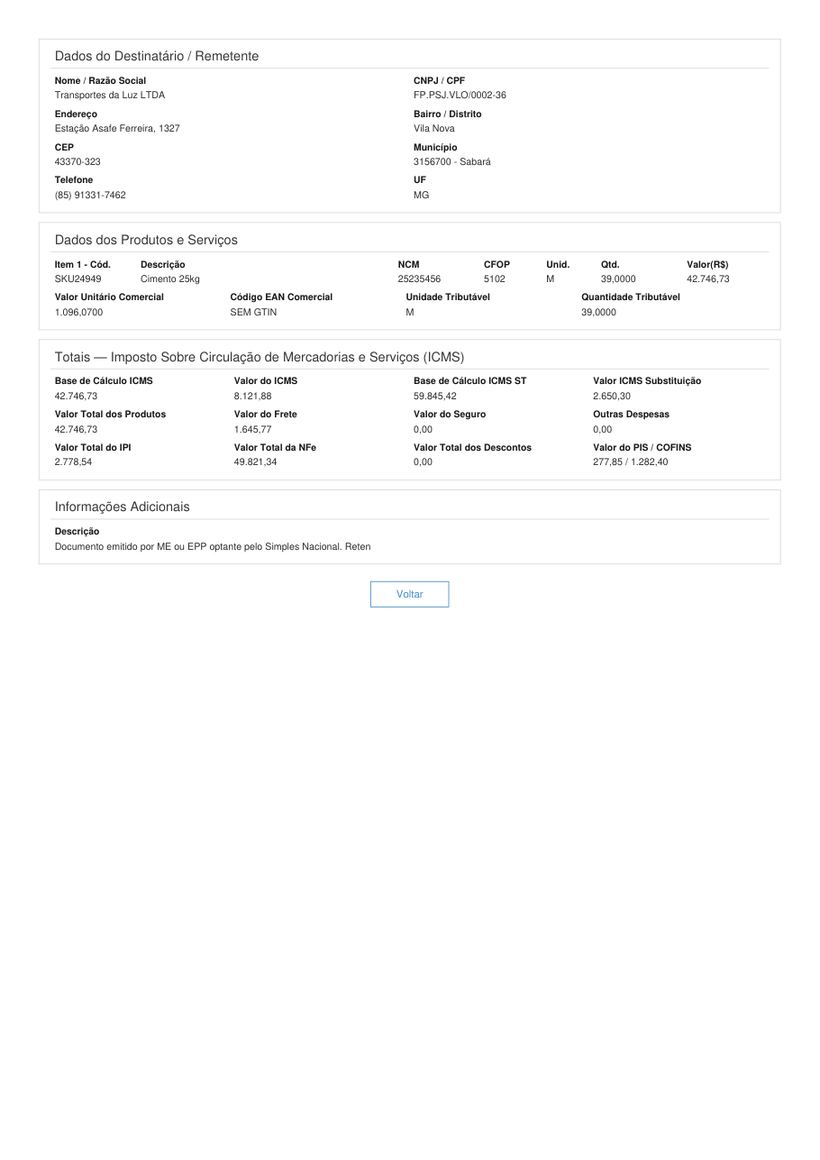 Dados do Destinatário / Remetente
Nome / Razão Social CNPJ / CPF
Transportes da Luz LTDA FP.PSJ.VLO/0002-36
Endereço Bairro / Distrito
Estação Asafe Ferreira, 1327 Vila Nova
CEP Município
43370-323 3156700 - Sabará
Telefone UF
(85) 91331-7462 MG
Dados dos Produtos e Serviços
Item 1 - Cód. Descrição NCM CFOP Unid. Qtd. Valor(R$)
SKU24949 Cimento 25kg 25235456 5102 M 39,0000 42.746,73
Valor Unitário Comercial Código EAN Comercial Unidade Tributável Quantidade Tributável
1.096,0700 SEM GTIN M 39,0000
Totais — Imposto Sobre Circulação de Mercadorias e Serviços (ICMS)
Base de Cálculo ICMS Valor do ICMS Base de Cálculo ICMS ST Valor ICMS Substituição
42.746,73 8.121,88 59.845,42 2.650,30
Valor Total dos Produtos Valor do Frete Valor do Seguro Outras Despesas
42.746,73 1.645,77 0,00 0,00
Valor Total do IPI Valor Total da NFe Valor Total dos Descontos Valor do PIS / COFINS
2.778,54 49.821,34 0,00 277,85 / 1.282,40
Informações Adicionais
Descrição
Documento emitido por ME ou EPP optante pelo Simples Nacional. Reten
Voltar